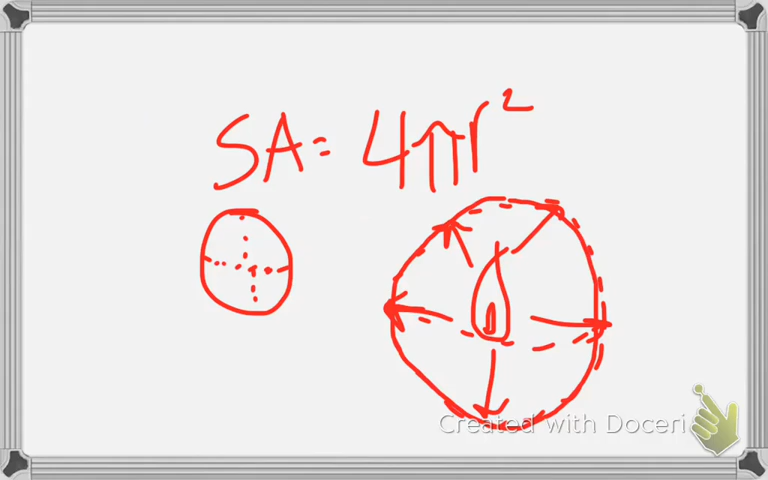 SA = 4πr²
Created with Doceri